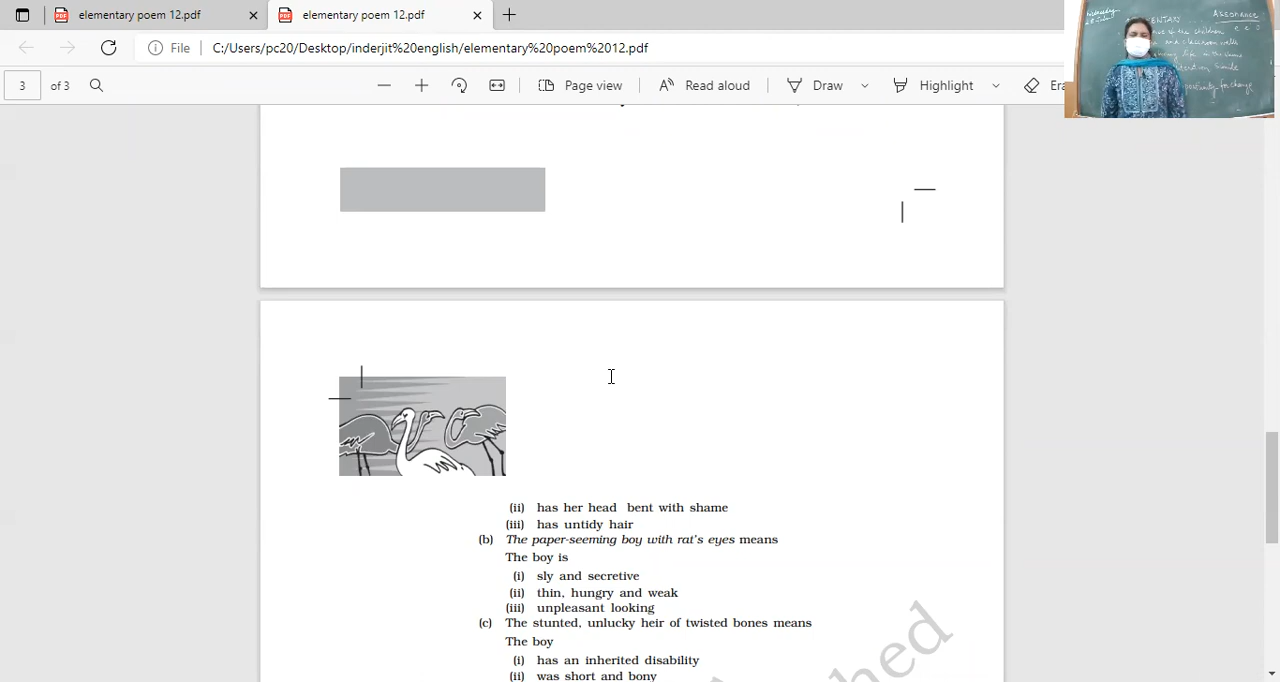 elementary poem 12.pdf
elementary poem 12.pdf
File C:/Users/pc20/Desktop/inderjit%20english/elementary%20poem%2012.pdf
3 of 3 Page view Read aloud Draw Highlight
Assonance
(ii) has her head bent with shame
(iii) has untidy hair
(b) The paper-seeming boy with rat's eyes means
The boy is
(i) sly and secretive
(ii) thin, hungry and weak
(iii) unpleasant looking
(c) The stunted, unlucky heir of twisted bones means
The boy
(i) has an inherited disability
(ii) was short and bony